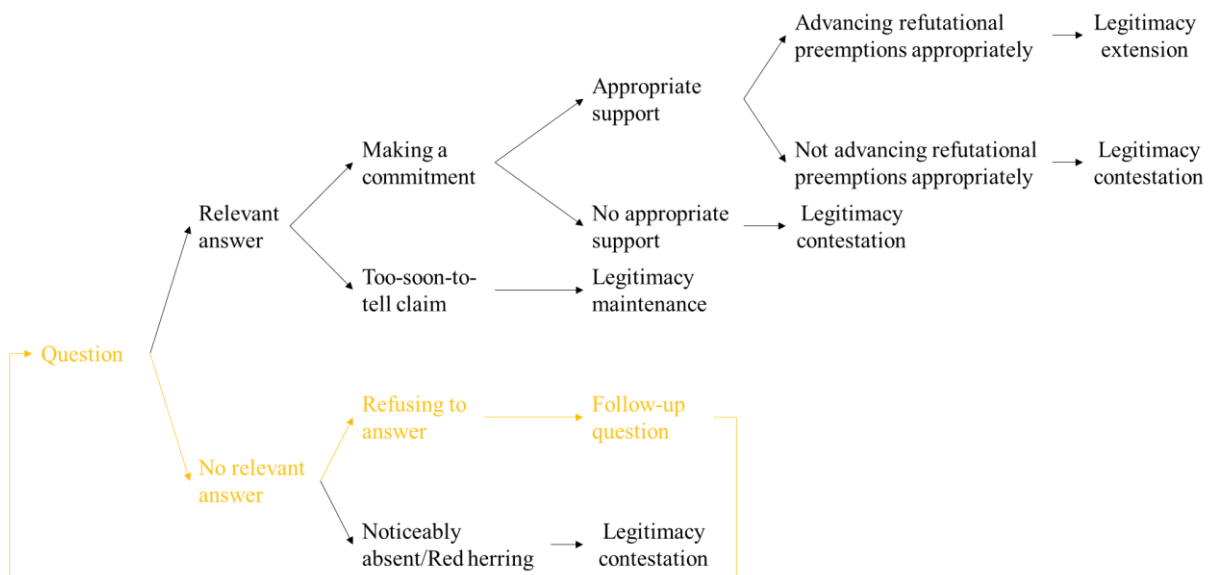 Advancing refutational
preemptions appropriately
Legitimacy
extension
Appropriate
support
Making a
commitment
Not advancing refutational
preemptions appropriately
Legitimacy
contestation
Relevant
answer
No appropriate
support
Legitimacy
contestation
Too-soon-to-
tell claim
Legitimacy
maintenance
Question
Refusing to
answer
Follow-up
question
No relevant
answer
Noticeably
absent/Red herring
Legitimacy
contestation